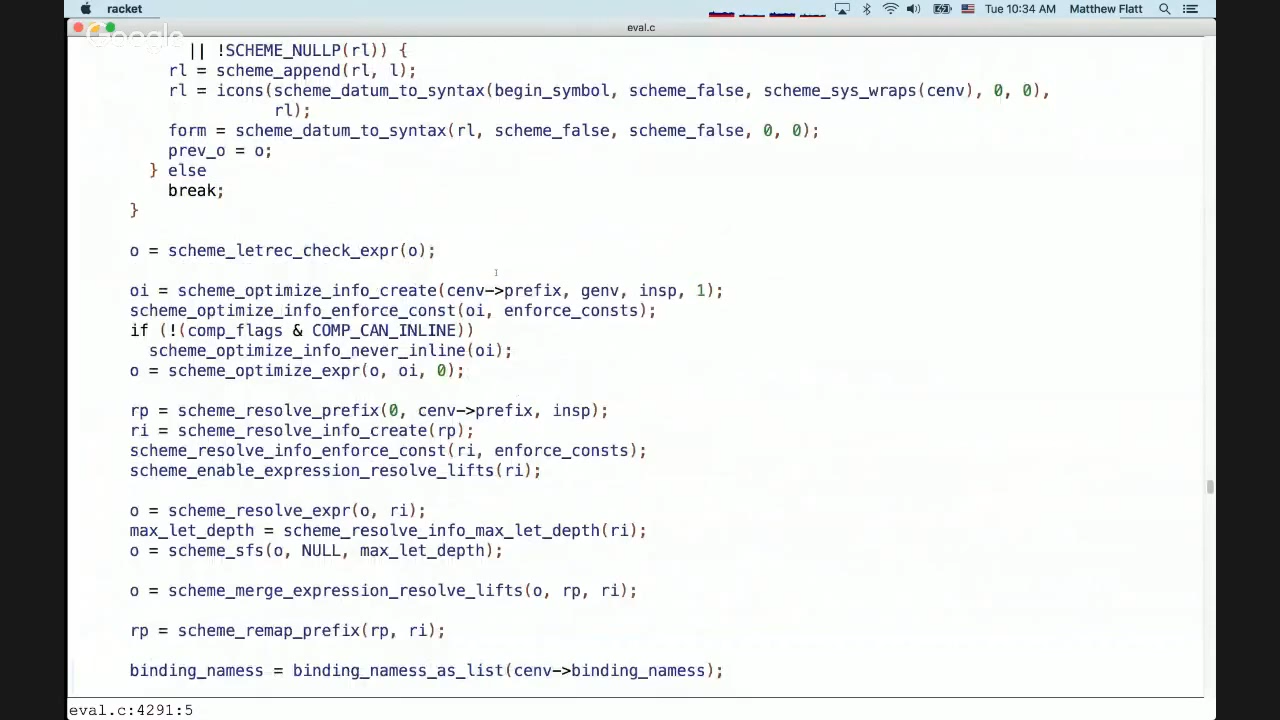 racket
Tue 10:34 AM Matthew Flatt
eval.c
Google
|| !SCHEME_NULLP(rl)) {
rl = scheme_append(rl, l);
rl = icons(scheme_datum_to_syntax(begin_symbol, scheme_false, scheme_sys_wraps(cenv), 0, 0),
rl);
form = scheme_datum_to_syntax(rl, scheme_false, scheme_false, 0, 0);
prev_o = o;
} else
break;
}
o = scheme_letrec_check_expr(o);
oi = scheme_optimize_info_create(cenv->prefix, genv, insp, 1);
scheme_optimize_info_enforce_const(oi, enforce_consts);
if (!(comp_flags & COMP_CAN_INLINE))
scheme_optimize_info_never_inline(oi);
o = scheme_optimize_expr(o, oi, 0);
rp = scheme_resolve_prefix(0, cenv->prefix, insp);
ri = scheme_resolve_info_create(rp);
scheme_resolve_info_enforce_const(ri, enforce_consts);
scheme_enable_expression_resolve_lifts(ri);
o = scheme_resolve_expr(o, ri);
max_let_depth = scheme_resolve_info_max_let_depth(ri);
o = scheme_sfs(o, NULL, max_let_depth);
o = scheme_merge_expression_resolve_lifts(o, rp, ri);
rp = scheme_remap_prefix(rp, ri);
binding_namess = binding_namess_as_list(cenv->binding_namess);
eval.c:4291:5